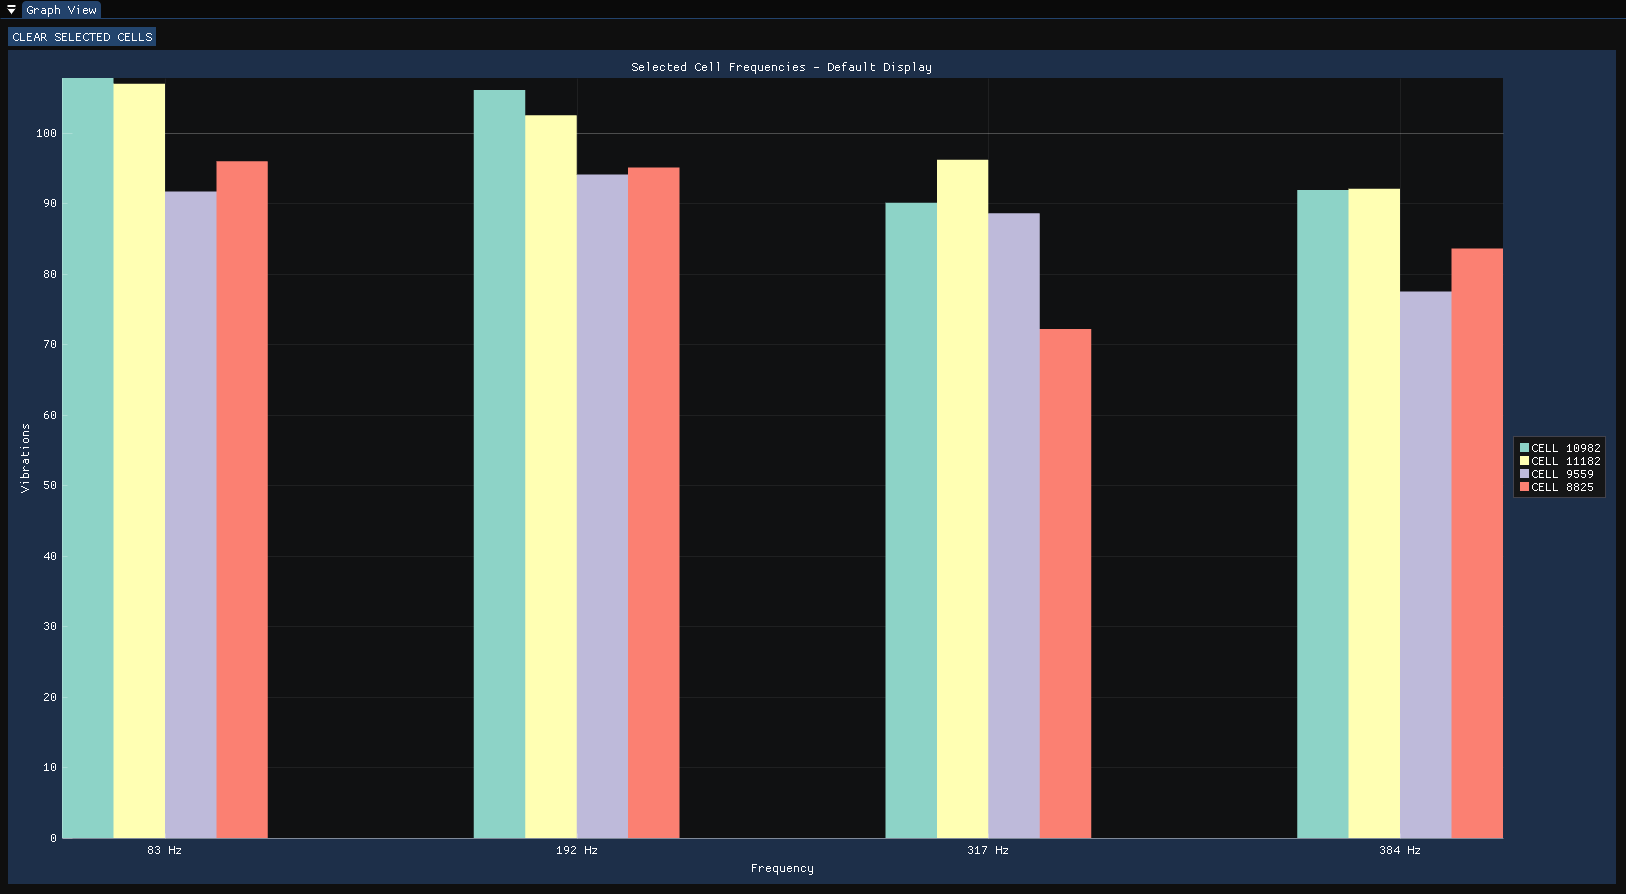 Graph View
CLEAR SELECTED CELLS
Selected Cell Frequencies - Default Display
100
90
80
70
60
50
40
30
20
10
0
Vibrations
83 Hz 192 Hz 317 Hz 384 Hz
Frequency
CELL 10982
CELL 11182
CELL 9559
CELL 8825